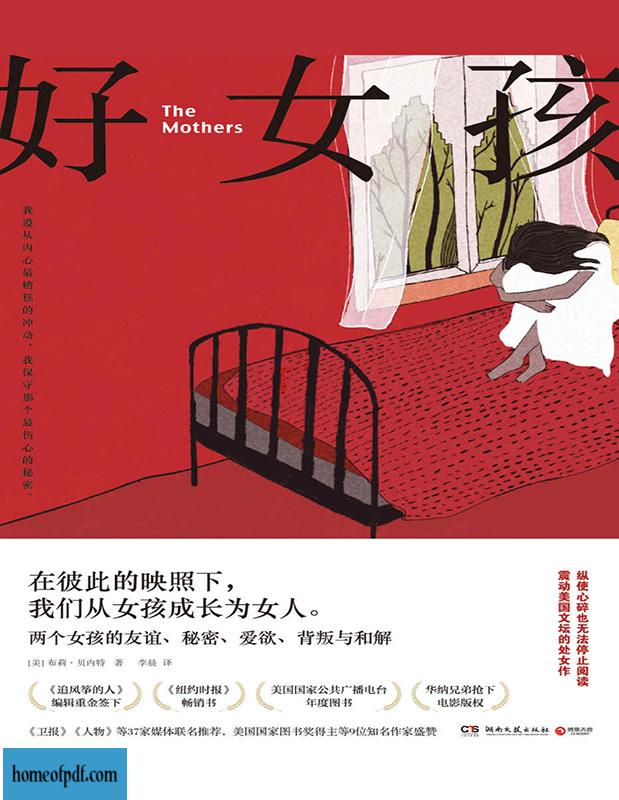 好女孩
The
Mothers
我遵从内心最糟糕的冲动，我保守那个最伤心的秘密。
在彼此的映照下，
我们从女孩成长为女人。
两个女孩的友谊、秘密、爱欲、背叛与和解
[美] 布莉·贝内特 著 李晨 译
纵使心碎也无法停止阅读
震动美国文坛的处女作
《追风筝的人》
编辑重金签下
《纽约时报》
畅销书
美国国家公共广播电台
年度图书
华纳兄弟抢下
电影版权
《卫报》《人物》等37家媒体联名推荐，美国国家图书奖得主等9位知名作家盛赞
CTS
湖南文艺出版社
博集天卷
CS-BOOKY
homeofpdf.com